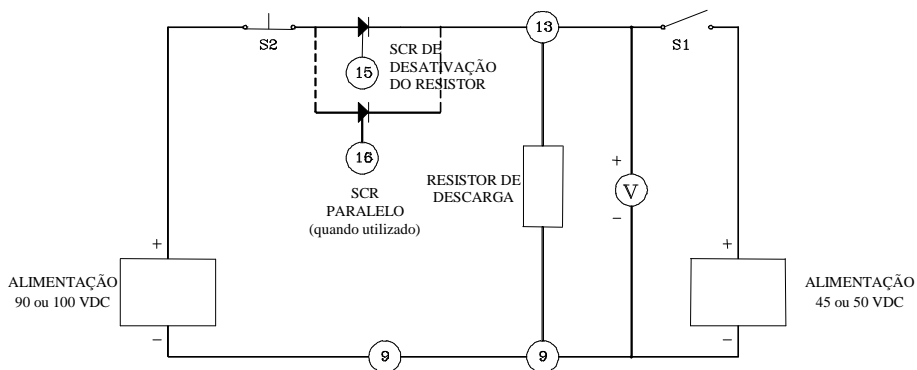 S2
13
S1
15
SCR DE
DESATIVAÇÃO
DO RESISTOR
16
SCR
PARALELO
(quando utilizado)
RESISTOR DE
DESCARGA
+
V
−
+
ALIMENTAÇÃO
90 ou 100 VDC
−
+
ALIMENTAÇÃO
45 ou 50 VDC
−
9
9